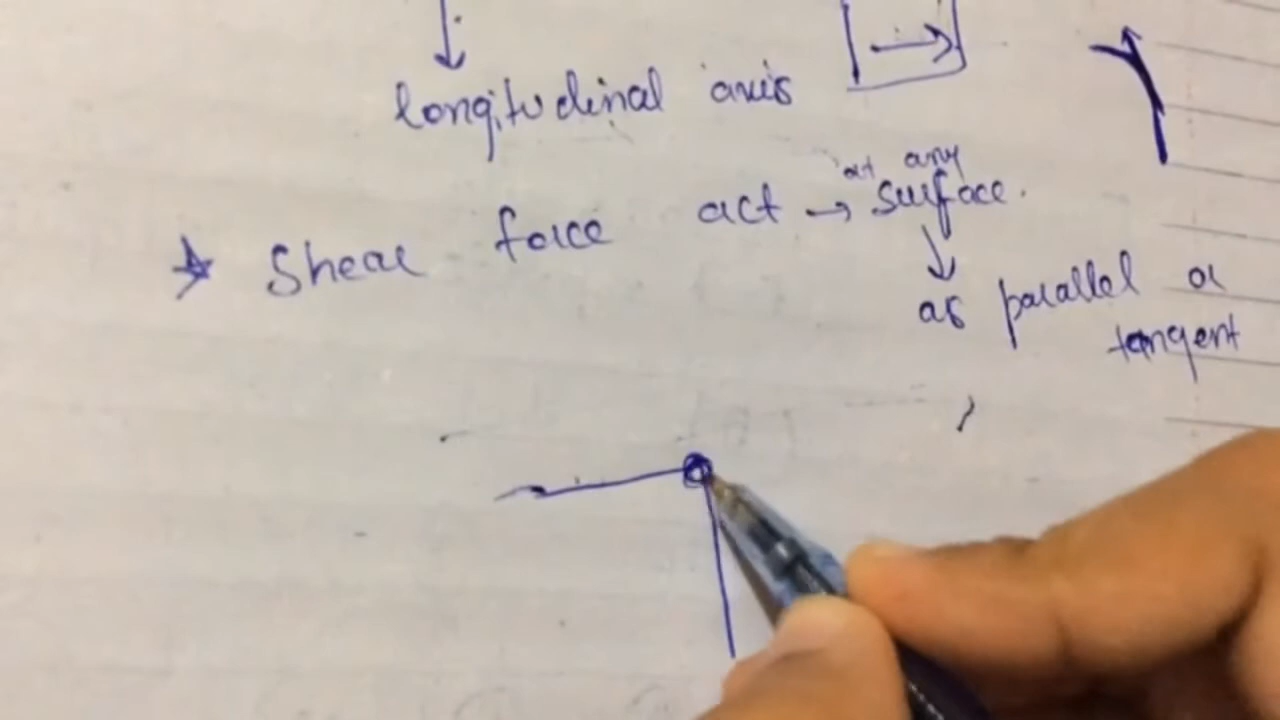 longitudinal axis
at any
* Shear force act → surface.
as parallel or
tangent